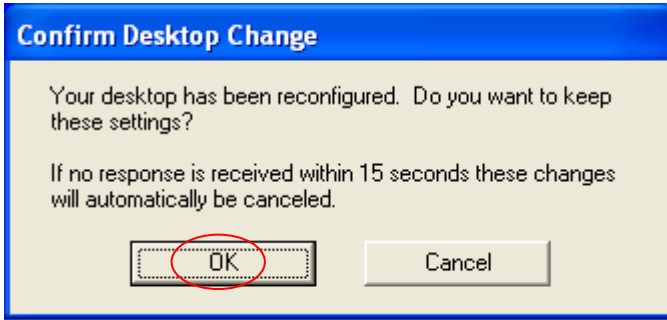 Confirm Desktop Change
Your desktop has been reconfigured.  Do you want to keep
these settings?
If no response is received within 15 seconds these changes
will automatically be canceled.
OK
Cancel